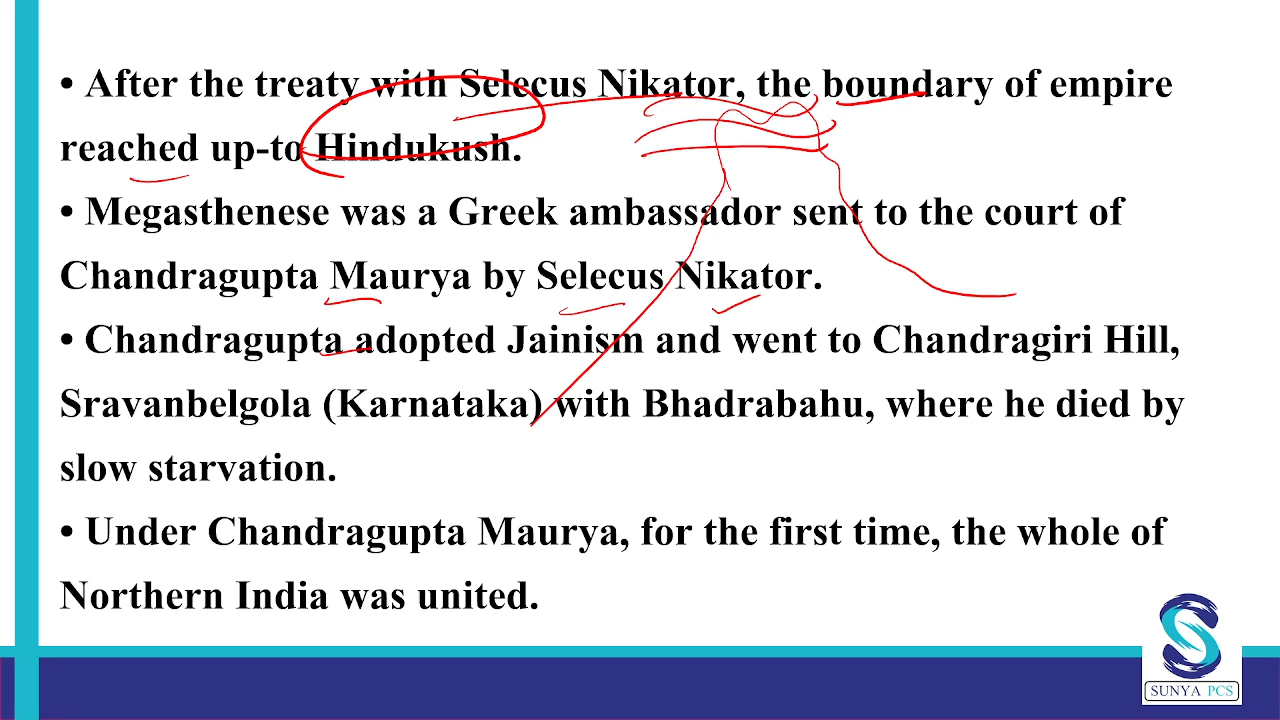 • After the treaty with Selecus Nikator, the boundary of empire
reached up-to Hindukush.
• Megasthenese was a Greek ambassador sent to the court of
Chandragupta Maurya by Selecus Nikator.
• Chandragupta adopted Jainism and went to Chandragiri Hill,
Sravanbelgola (Karnataka) with Bhadrabahu, where he died by
slow starvation.
• Under Chandragupta Maurya, for the first time, the whole of
Northern India was united.
SUNYA PCS